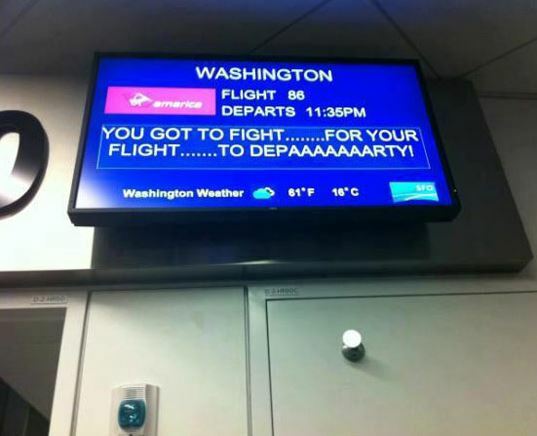 WASHINGTON
america
FLIGHT 86
DEPARTS 11:35PM
YOU GOT TO FIGHT........FOR YOUR
FLIGHT.......TO DEPAAAAAAARTY!
Washington Weather 61°F 16°C
SFO